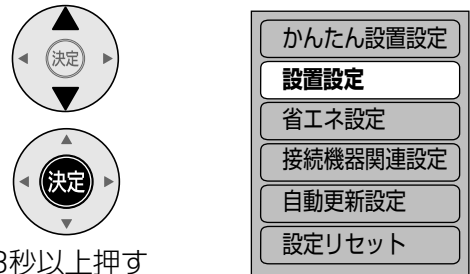 決定
決定
3秒以上押す
かんたん設置設定
設置設定
省エネ設定
接続機器関連設定
自動更新設定
設定リセット